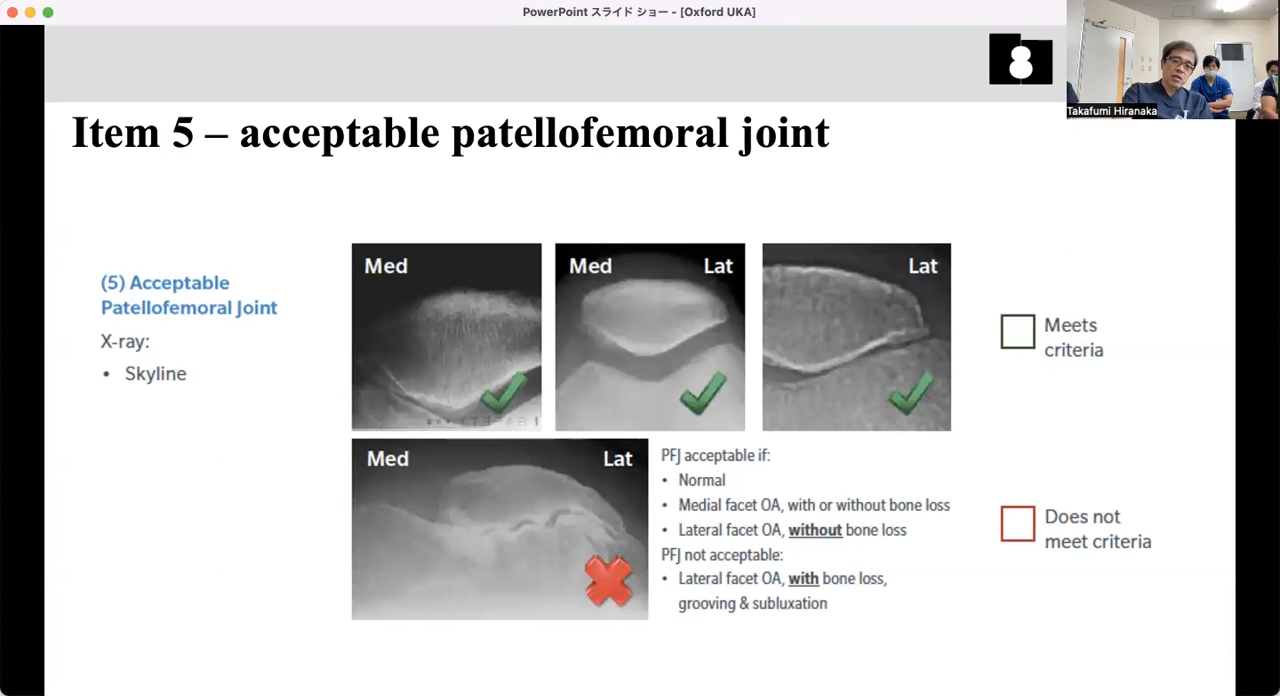 PowerPoint スライド ショー - [Oxford UKA]
Takafumi Hiranaka
Item 5 – acceptable patellofemoral joint
(5) Acceptable
Patellofemoral Joint
X-ray:
• Skyline
Med
Med Lat
Lat
Meets
criteria
Med Lat
PFJ acceptable if:
• Normal
• Medial facet OA, with or without bone loss
• Lateral facet OA, without bone loss
PFJ not acceptable:
• Lateral facet OA, with bone loss,
grooving & subluxation
Does not
meet criteria